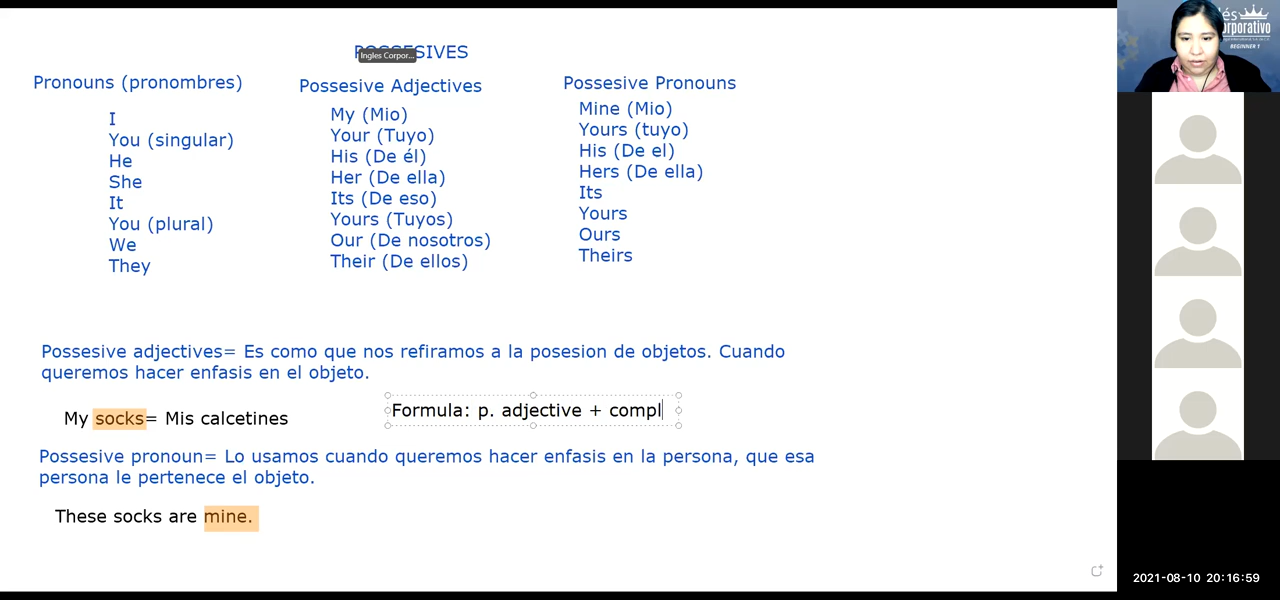 POSSESIVES
Ingles Corpor...
Pronouns (pronombres)
I
You (singular)
He
She
It
You (plural)
We
They
Possesive Adjectives
My (Mio)
Your (Tuyo)
His (De él)
Her (De ella)
Its (De eso)
Yours (Tuyos)
Our (De nosotros)
Their (De ellos)
Possesive Pronouns
Mine (Mio)
Yours (tuyo)
His (De el)
Hers (De ella)
Its
Yours
Ours
Theirs
Possesive adjectives= Es como que nos refiramos a la posesion de objetos. Cuando
queremos hacer enfasis en el objeto.
My socks= Mis calcetines
Formula: p. adjective + compl
Possesive pronoun= Lo usamos cuando queremos hacer enfasis en la persona, que esa
persona le pertenece el objeto.
These socks are mine.
BEGINNER 1
2021-08-10 20:16:59